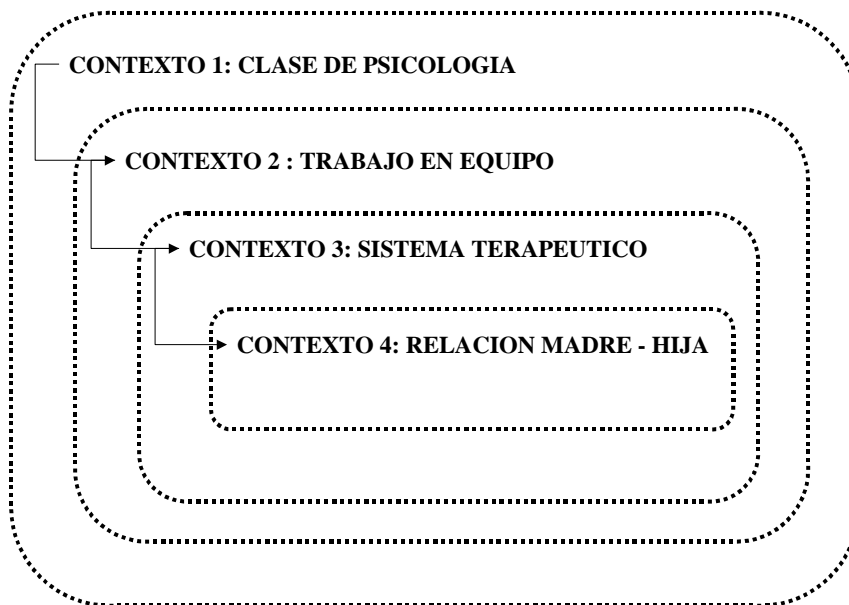 CONTEXTO 1: CLASE DE PSICOLOGIA
CONTEXTO 2 : TRABAJO EN EQUIPO
CONTEXTO 3: SISTEMA TERAPEUTICO
CONTEXTO 4: RELACION MADRE - HIJA